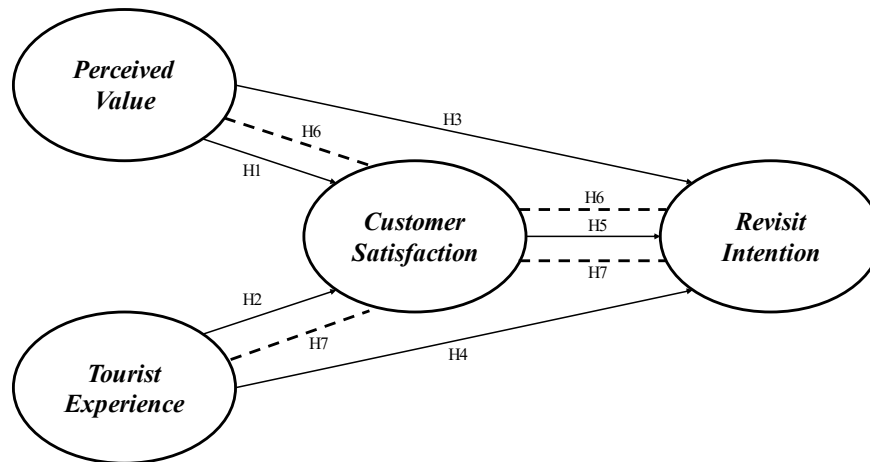 Perceived
Value
H3
H6
H1
Customer
Satisfaction
H6
H5
H7
Revisit
Intention
H2
H7
H4
Tourist
Experience